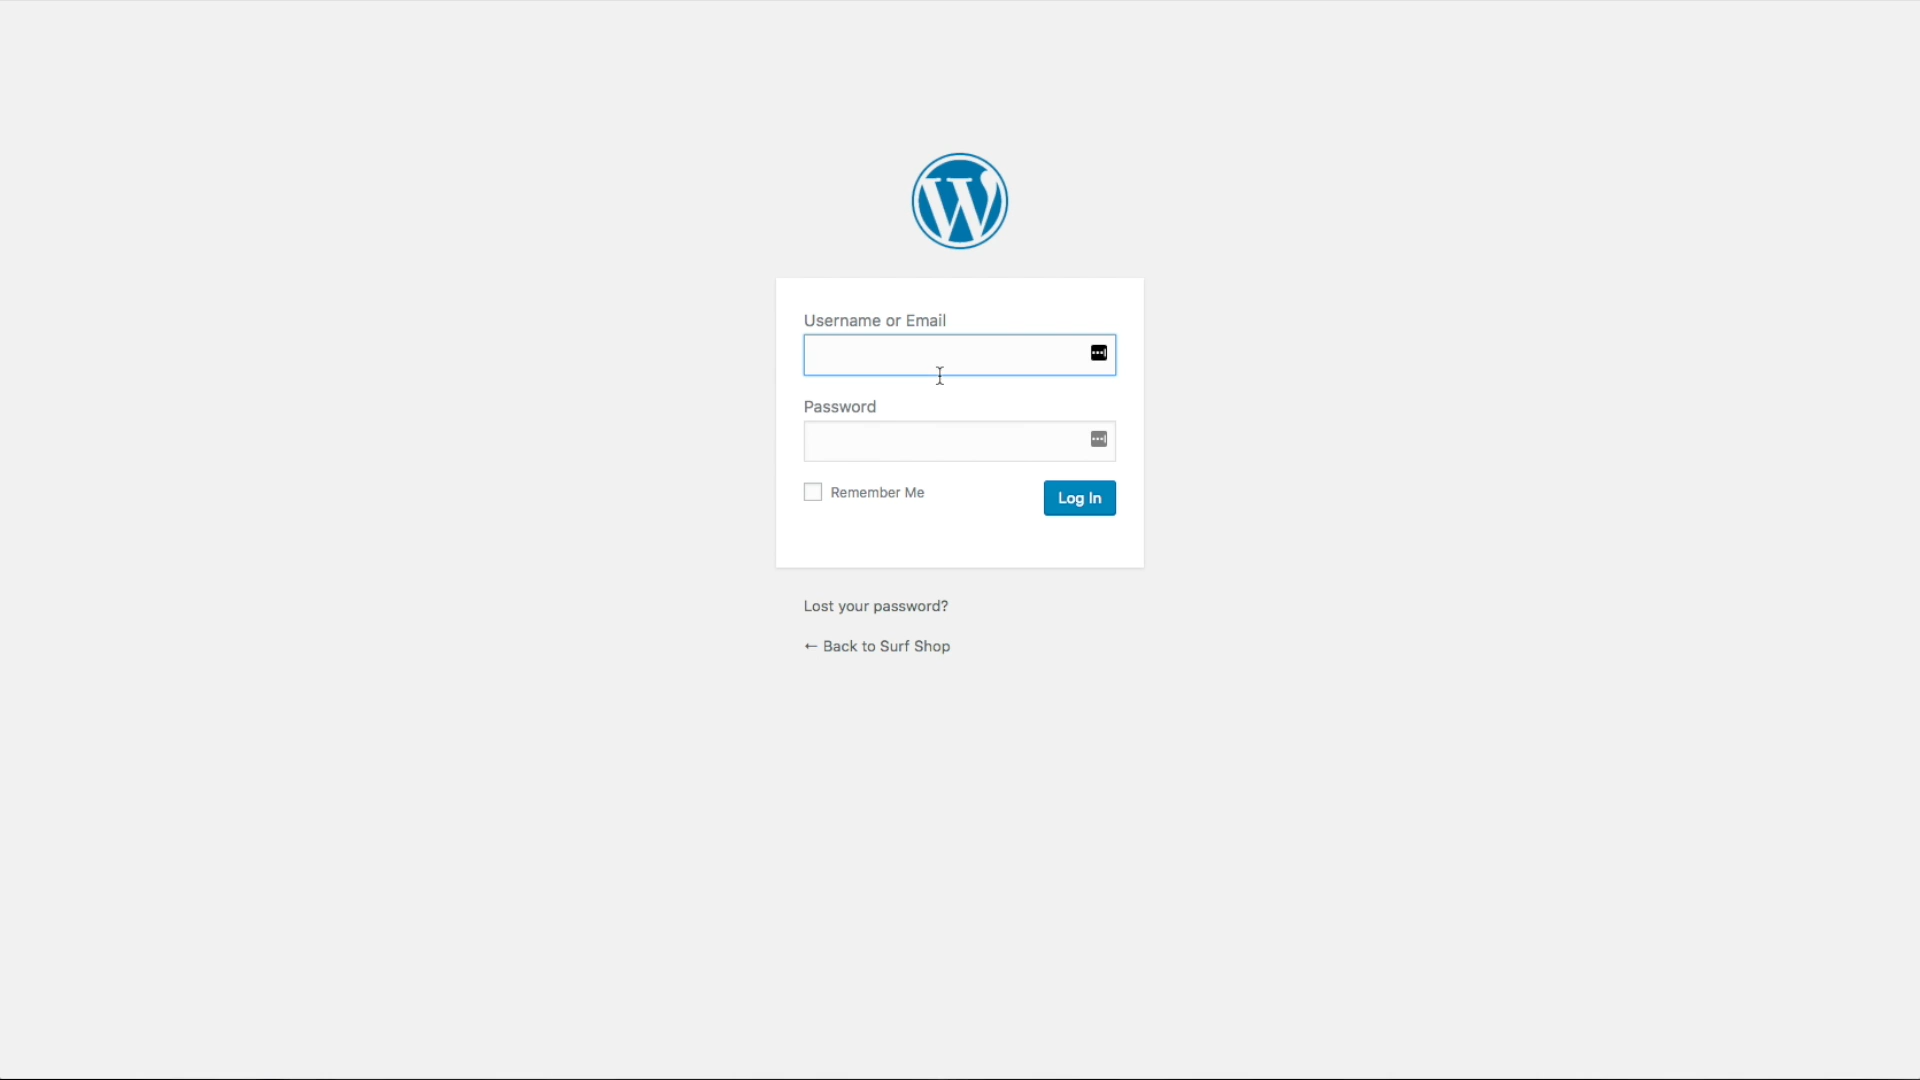 Username or Email
Password
Remember Me
Log In
Lost your password?
← Back to Surf Shop